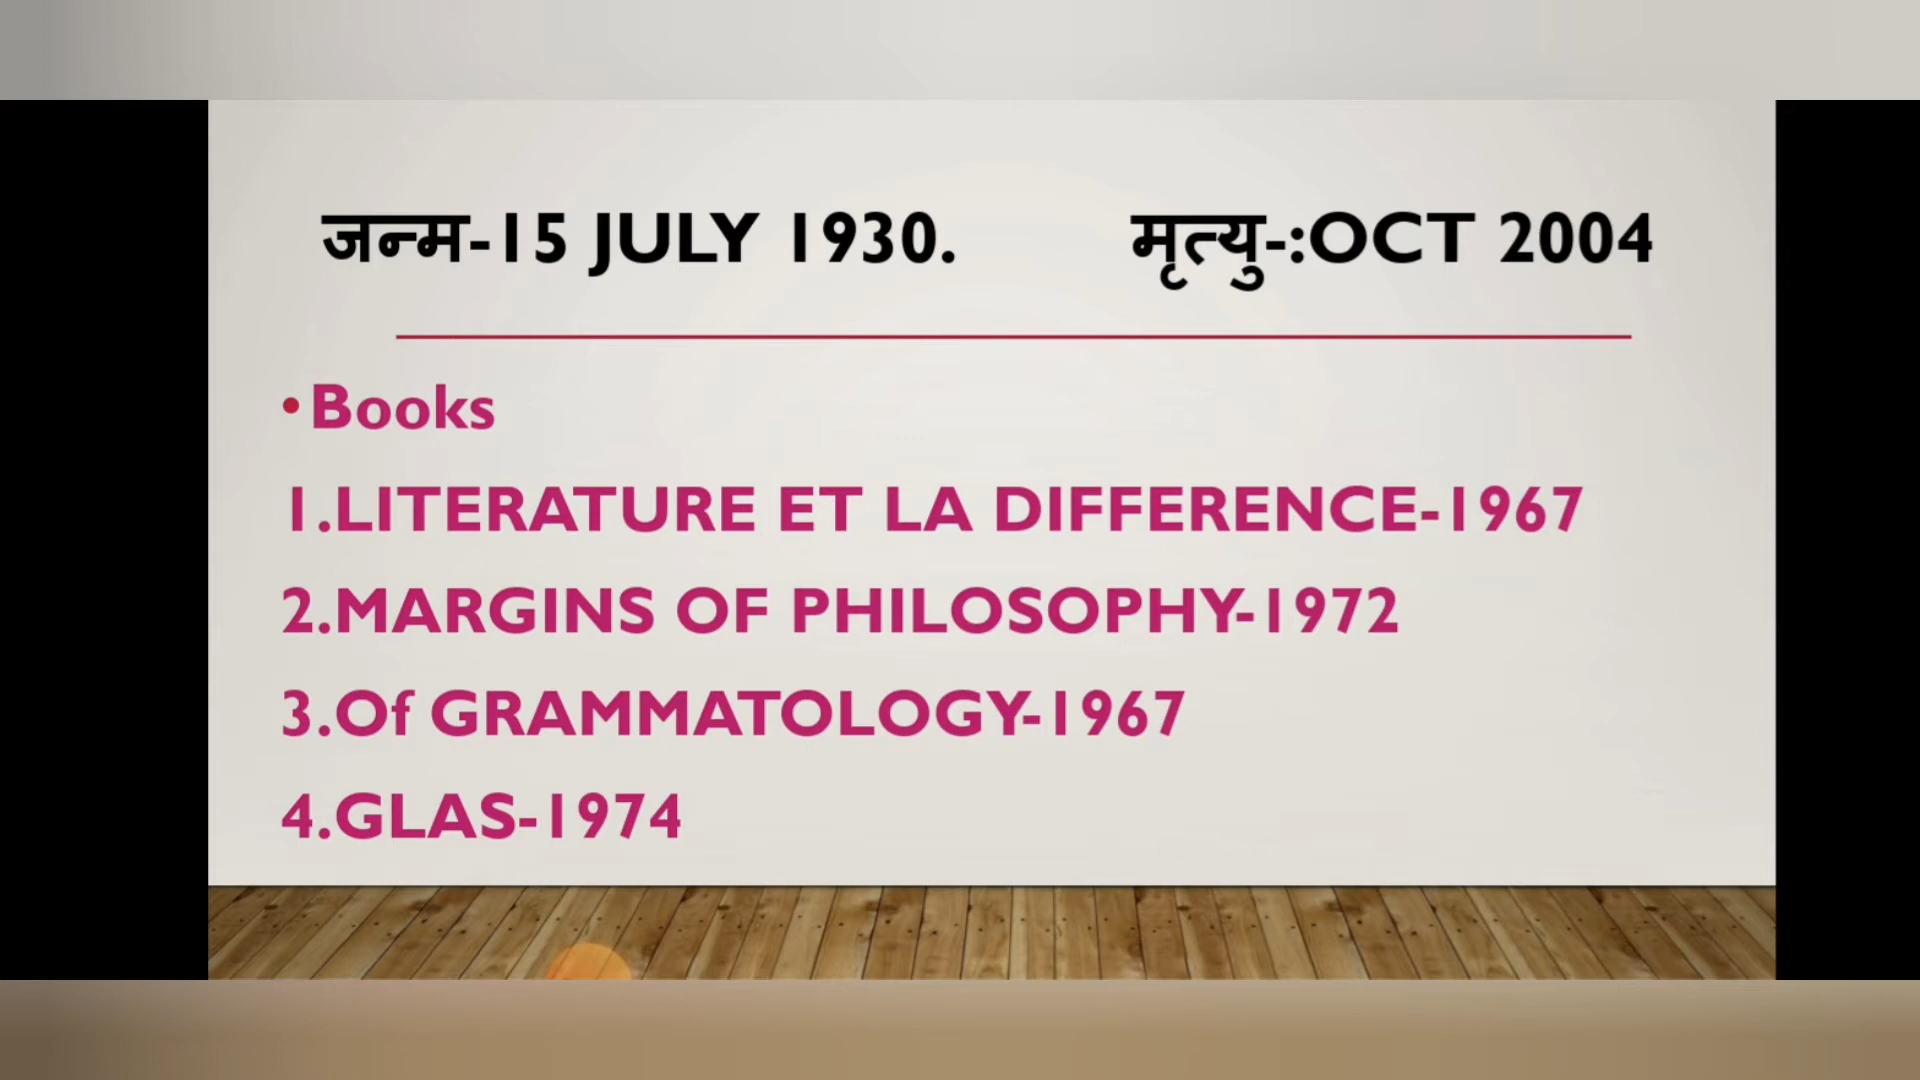 जन्म-15 JULY 1930. मृत्यु-:OCT 2004
•Books
1.LITERATURE ET LA DIFFERENCE-1967
2.MARGINS OF PHILOSOPHY-1972
3.Of GRAMMATOLOGY-1967
4.GLAS-1974